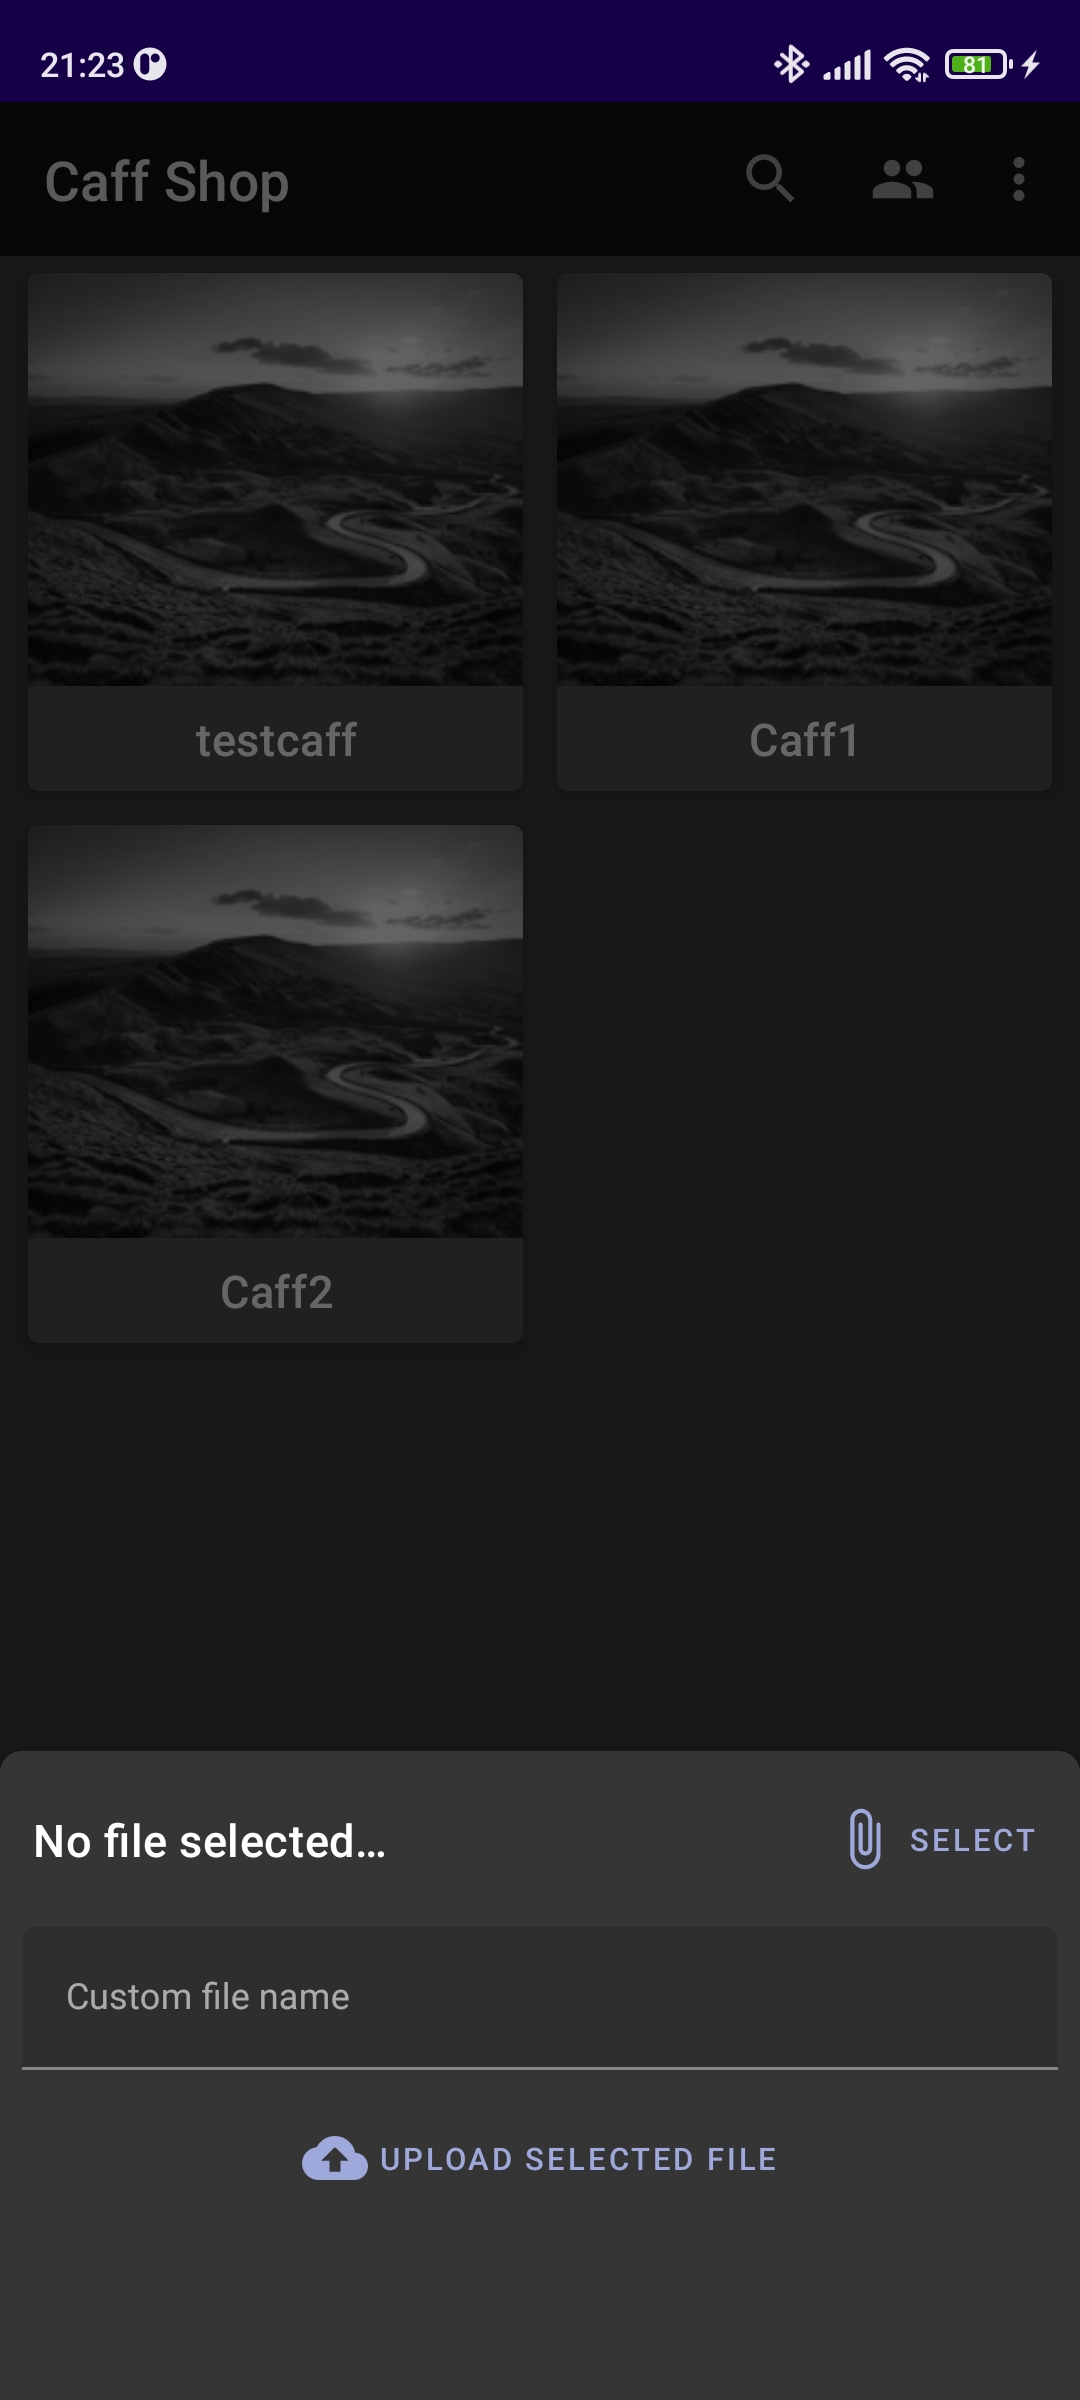 21:23
81
Caff Shop
testcaff
Caff1
Caff2
No file selected...
SELECT
Custom file name
UPLOAD SELECTED FILE